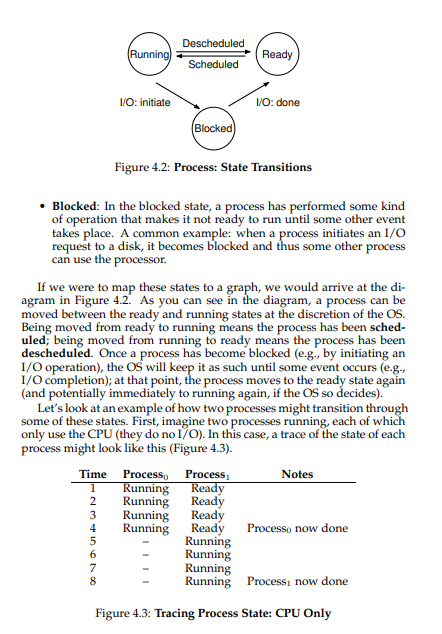 Descheduled
Running
Ready
Scheduled
I/O: initiate
I/O: done
Blocked
Figure 4.2: Process: State Transitions
• Blocked: In the blocked state, a process has performed some kind
of operation that makes it not ready to run until some other event
takes place. A common example: when a process initiates an I/O
request to a disk, it becomes blocked and thus some other process
can use the processor.
If we were to map these states to a graph, we would arrive at the di-
agram in Figure 4.2. As you can see in the diagram, a process can be
moved between the ready and running states at the discretion of the OS.
Being moved from ready to running means the process has been sched-
uled; being moved from running to ready means the process has been
descheduled. Once a process has become blocked (e.g., by initiating an
I/O operation), the OS will keep it as such until some event occurs (e.g.,
I/O completion); at that point, the process moves to the ready state again
(and potentially immediately to running again, if the OS so decides).
Let's look at an example of how two processes might transition through
some of these states. First, imagine two processes running, each of which
only use the CPU (they do no I/O). In this case, a trace of the state of each
process might look like this (Figure 4.3).
Time Process₀ Process₁ Notes
1 Running Ready
2 Running Ready
3 Running Ready
4 Running Ready Process₀ now done
5 – Running
6 – Running
7 – Running
8 – Running Process₁ now done
Figure 4.3: Tracing Process State: CPU Only